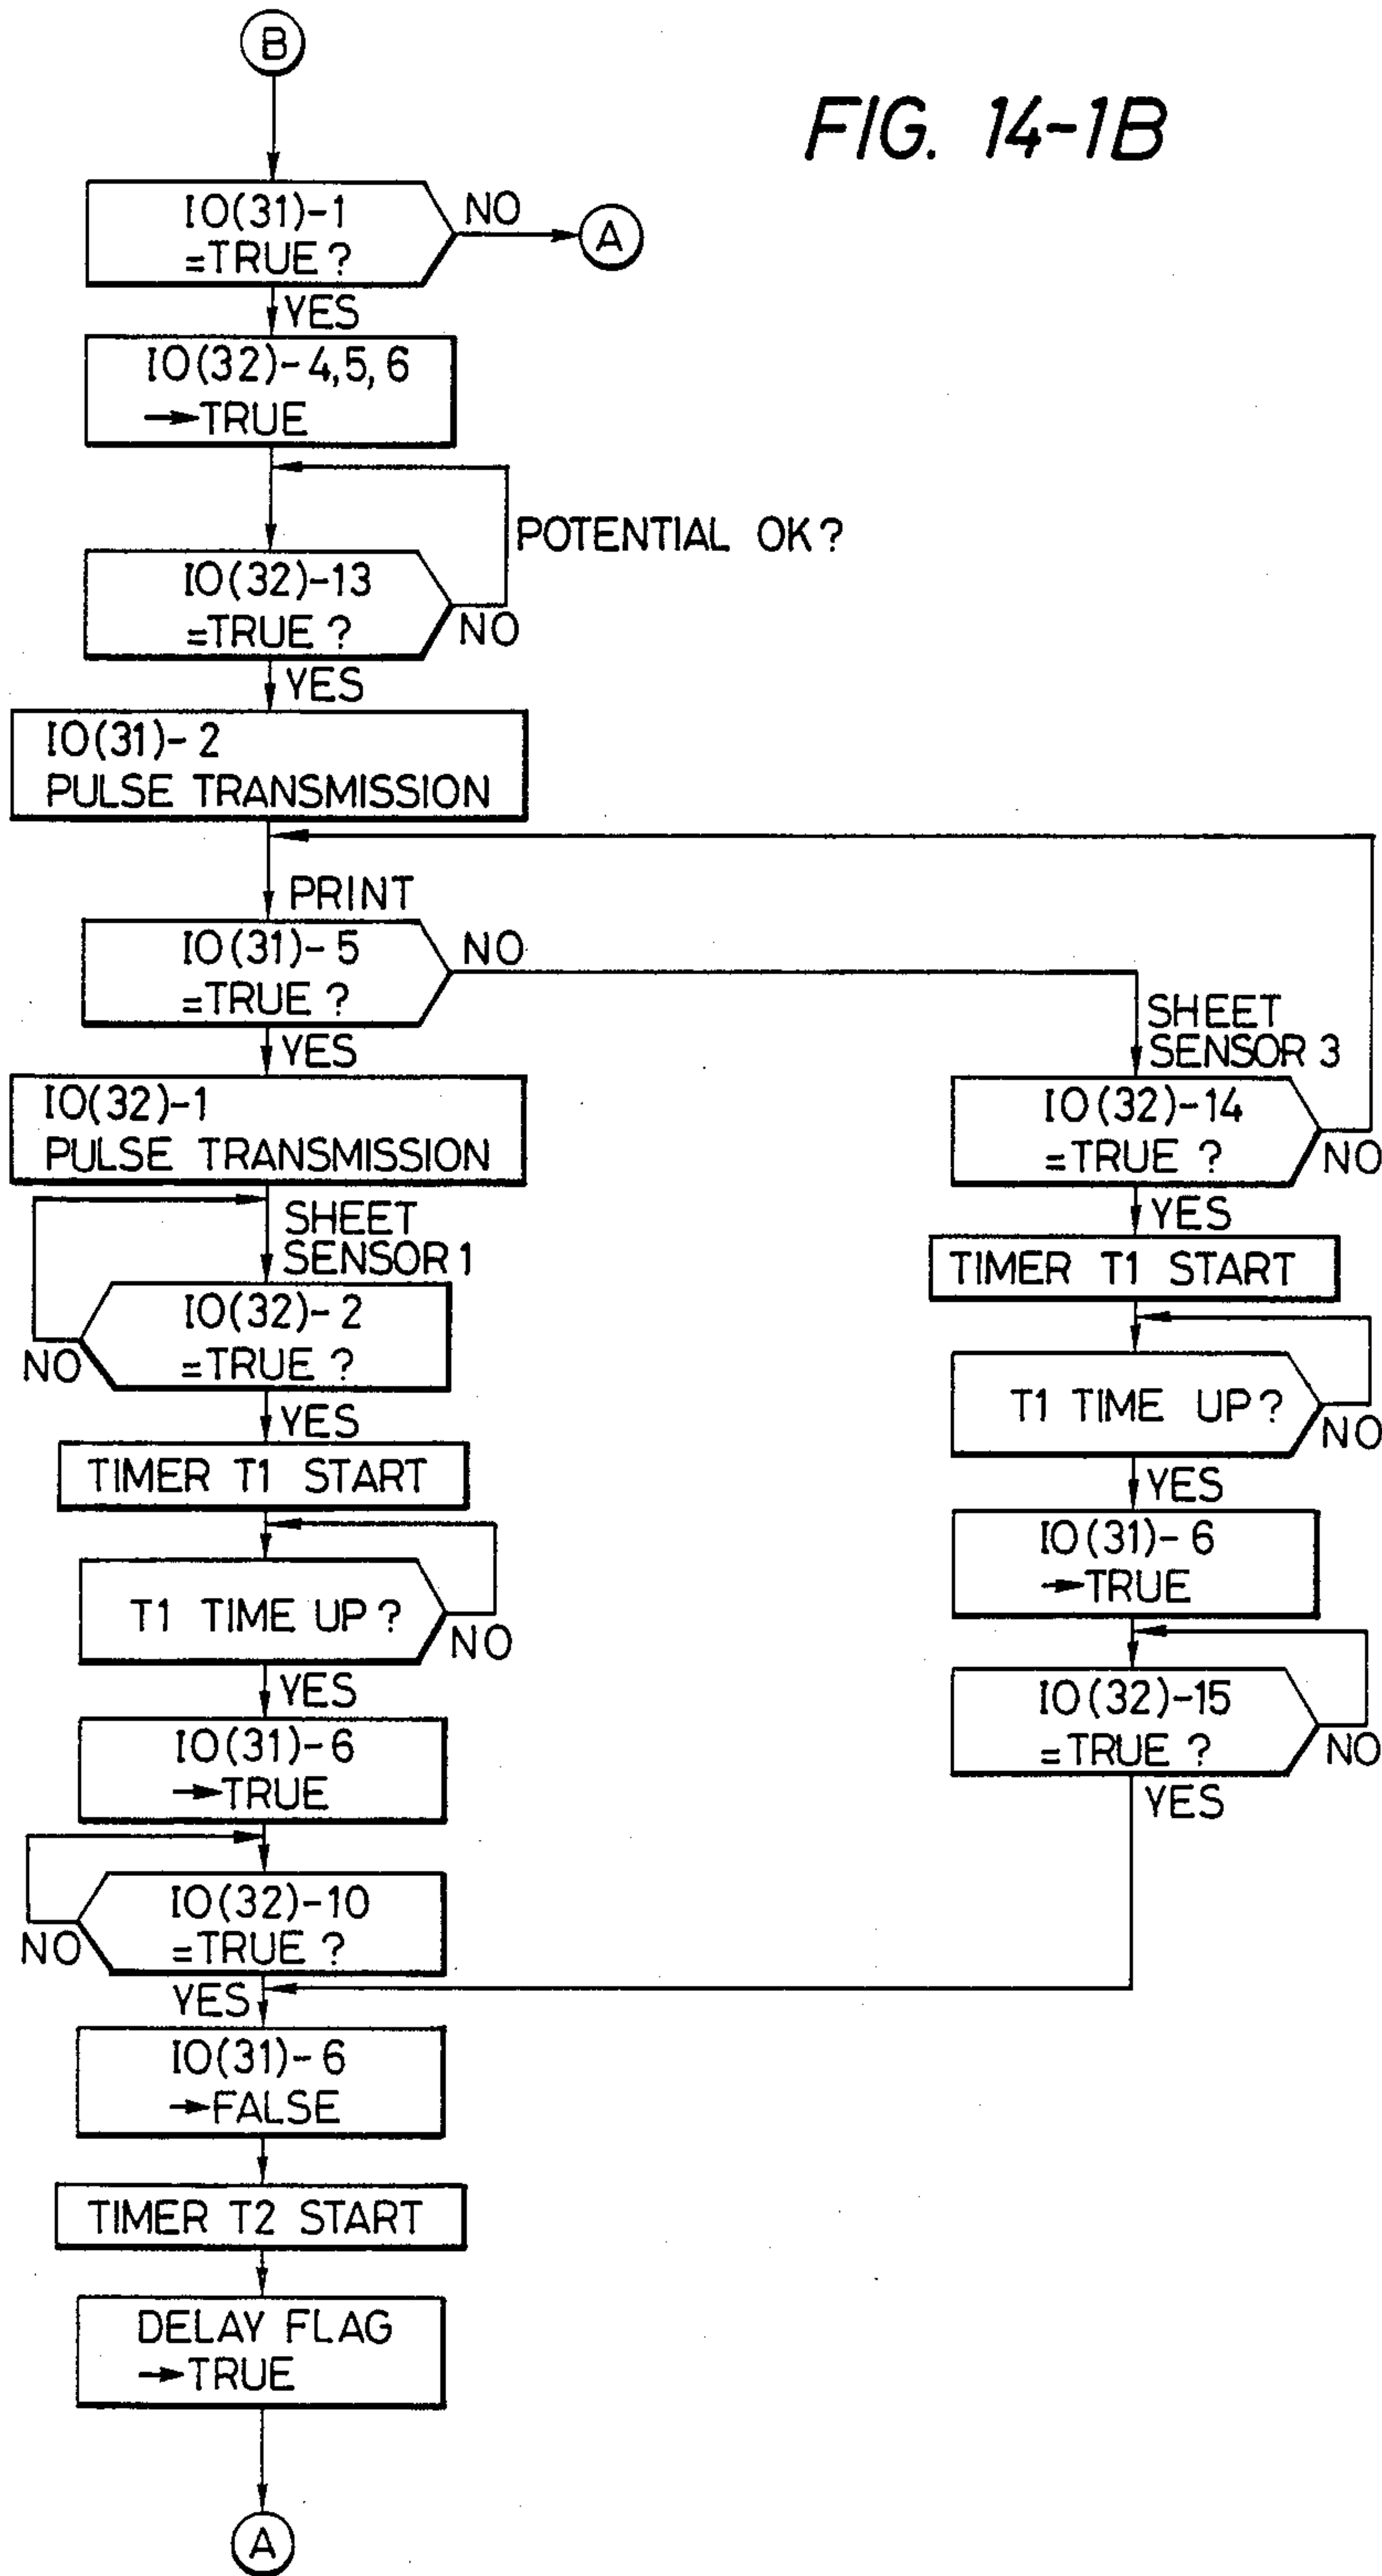 B
FIG. 14-1B
IO(31)-1
=TRUE?
NO
A
YES
IO(32)-4,5,6
→TRUE
POTENTIAL OK?
IO(32)-13
=TRUE?
NO
YES
IO(31)-2
PULSE TRANSMISSION
PRINT
IO(31)-5
=TRUE?
NO
YES
IO(32)-1
PULSE TRANSMISSION
SHEET
SENSOR 1
IO(32)-2
=TRUE?
NO
YES
TIMER T1 START
T1 TIME UP?
NO
YES
IO(31)-6
→TRUE
IO(32)-10
=TRUE?
NO
YES
SHEET
SENSOR 3
IO(32)-14
=TRUE?
NO
YES
TIMER T1 START
T1 TIME UP?
NO
YES
IO(31)-6
→TRUE
IO(32)-15
=TRUE?
NO
YES
IO(31)-6
→FALSE
TIMER T2 START
DELAY FLAG
→TRUE
A